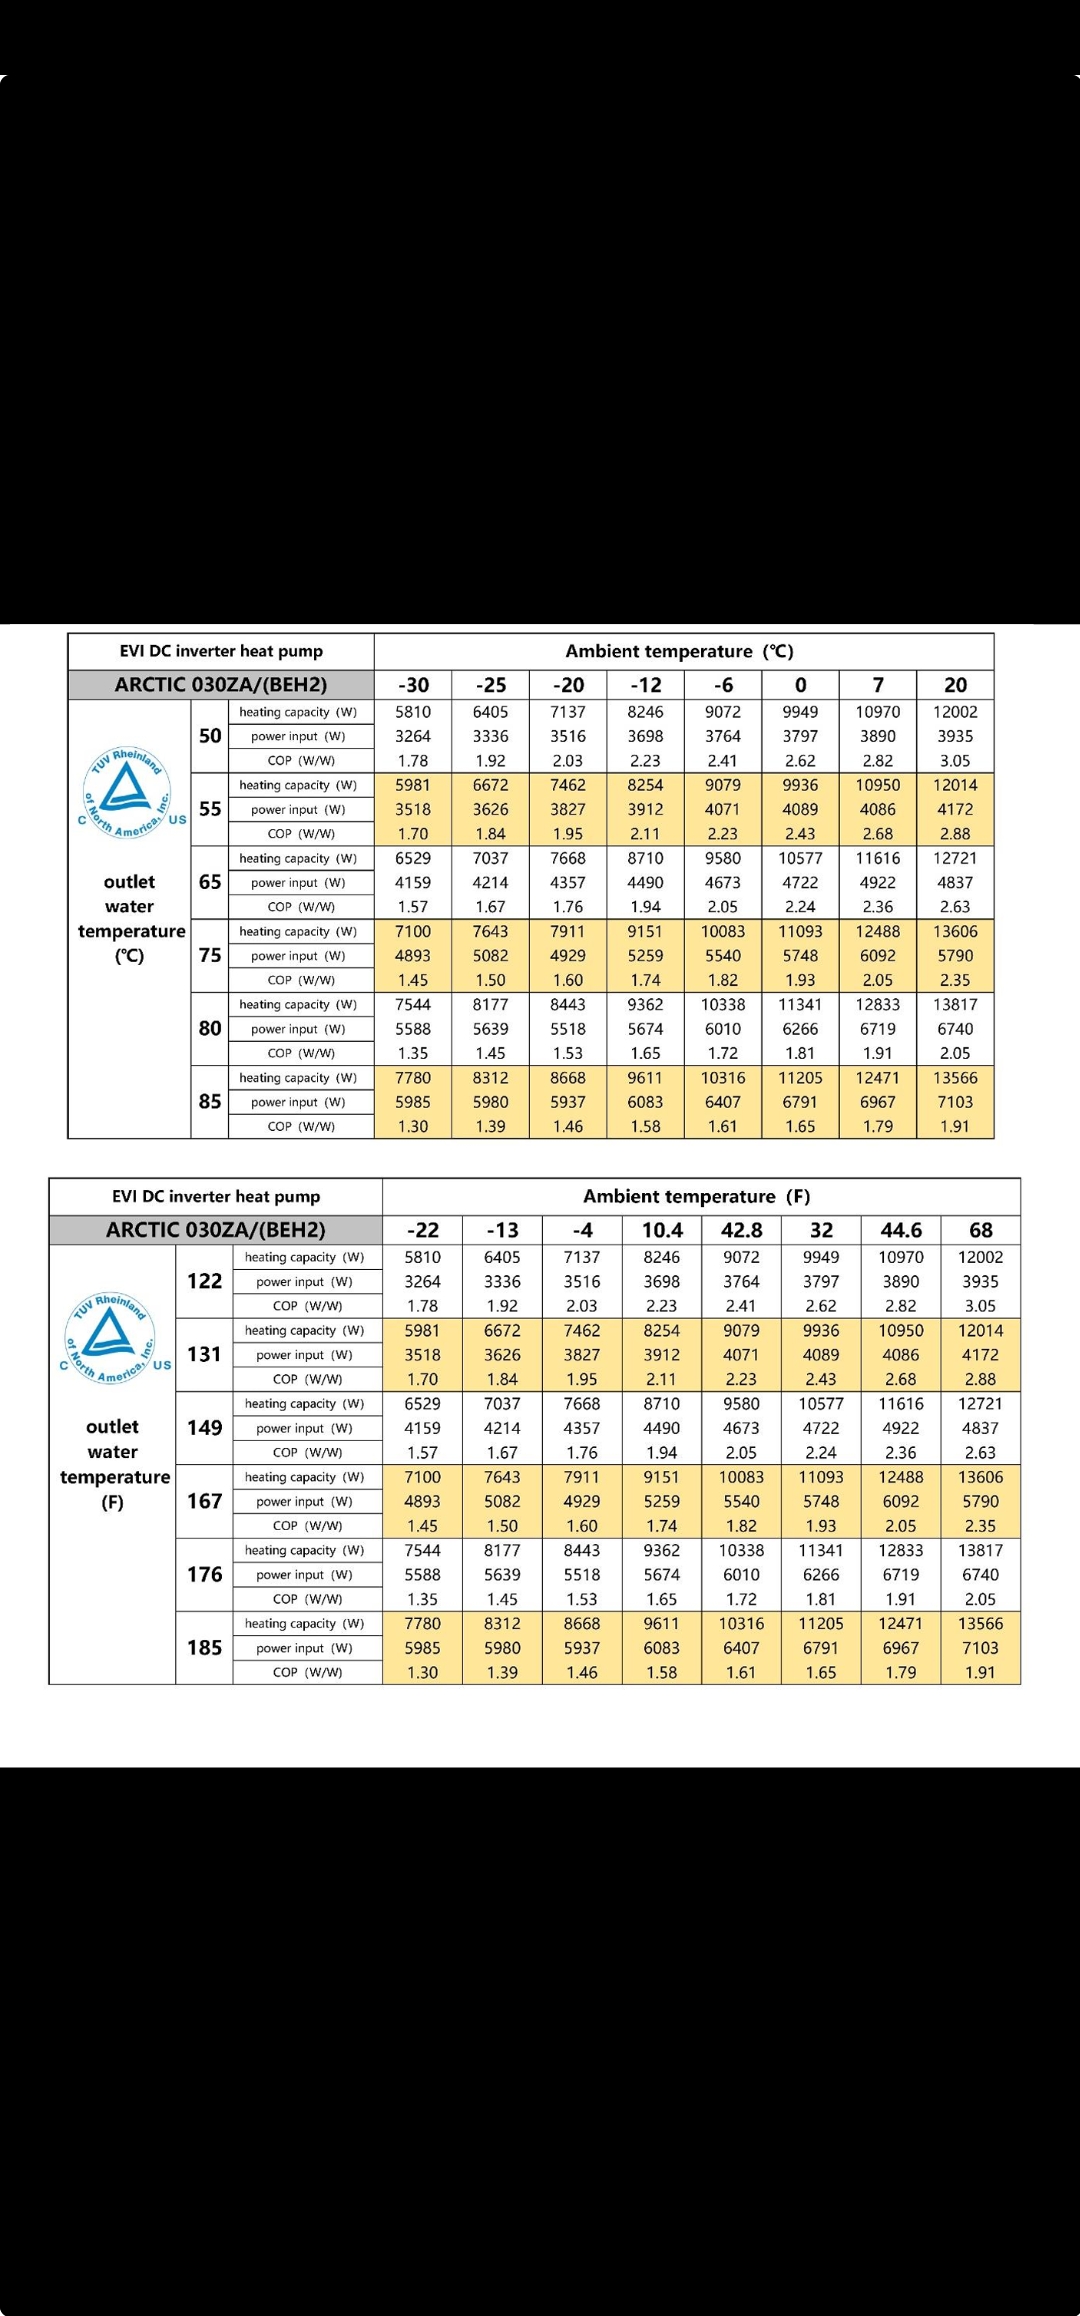 EVI DC inverter heat pump Ambient temperature (℃)
ARCTIC 030ZA/(BEH2) -30 -25 -20 -12 -6 0 7 20
TUV Rheinland of North America, Inc. C US
outlet water temperature (℃)
50 heating capacity (W) 5810 6405 7137 8246 9072 9949 10970 12002
power input (W) 3264 3336 3516 3698 3764 3797 3890 3935
COP (W/W) 1.78 1.92 2.03 2.23 2.41 2.62 2.82 3.05
55 heating capacity (W) 5981 6672 7462 8254 9079 9936 10950 12014
power input (W) 3518 3626 3827 3912 4071 4089 4086 4172
COP (W/W) 1.70 1.84 1.95 2.11 2.23 2.43 2.68 2.88
65 heating capacity (W) 6529 7037 7668 8710 9580 10577 11616 12721
power input (W) 4159 4214 4357 4490 4673 4722 4922 4837
COP (W/W) 1.57 1.67 1.76 1.94 2.05 2.24 2.36 2.63
75 heating capacity (W) 7100 7643 7911 9151 10083 11093 12488 13606
power input (W) 4893 5082 4929 5259 5540 5748 6092 5790
COP (W/W) 1.45 1.50 1.60 1.74 1.82 1.93 2.05 2.35
80 heating capacity (W) 7544 8177 8443 9362 10338 11341 12833 13817
power input (W) 5588 5639 5518 5674 6010 6266 6719 6740
COP (W/W) 1.35 1.45 1.53 1.65 1.72 1.81 1.91 2.05
85 heating capacity (W) 7780 8312 8668 9611 10316 11205 12471 13566
power input (W) 5985 5980 5937 6083 6407 6791 6967 7103
COP (W/W) 1.30 1.39 1.46 1.58 1.61 1.65 1.79 1.91
EVI DC inverter heat pump Ambient temperature (F)
ARCTIC 030ZA/(BEH2) -22 -13 -4 10.4 42.8 32 44.6 68
TUV Rheinland of North America, Inc. C US
outlet water temperature (F)
122 heating capacity (W) 5810 6405 7137 8246 9072 9949 10970 12002
power input (W) 3264 3336 3516 3698 3764 3797 3890 3935
COP (W/W) 1.78 1.92 2.03 2.23 2.41 2.62 2.82 3.05
131 heating capacity (W) 5981 6672 7462 8254 9079 9936 10950 12014
power input (W) 3518 3626 3827 3912 4071 4089 4086 4172
COP (W/W) 1.70 1.84 1.95 2.11 2.23 2.43 2.68 2.88
149 heating capacity (W) 6529 7037 7668 8710 9580 10577 11616 12721
power input (W) 4159 4214 4357 4490 4673 4722 4922 4837
COP (W/W) 1.57 1.67 1.76 1.94 2.05 2.24 2.36 2.63
167 heating capacity (W) 7100 7643 7911 9151 10083 11093 12488 13606
power input (W) 4893 5082 4929 5259 5540 5748 6092 5790
COP (W/W) 1.45 1.50 1.60 1.74 1.82 1.93 2.05 2.35
176 heating capacity (W) 7544 8177 8443 9362 10338 11341 12833 13817
power input (W) 5588 5639 5518 5674 6010 6266 6719 6740
COP (W/W) 1.35 1.45 1.53 1.65 1.72 1.81 1.91 2.05
185 heating capacity (W) 7780 8312 8668 9611 10316 11205 12471 13566
power input (W) 5985 5980 5937 6083 6407 6791 6967 7103
COP (W/W) 1.30 1.39 1.46 1.58 1.61 1.65 1.79 1.91